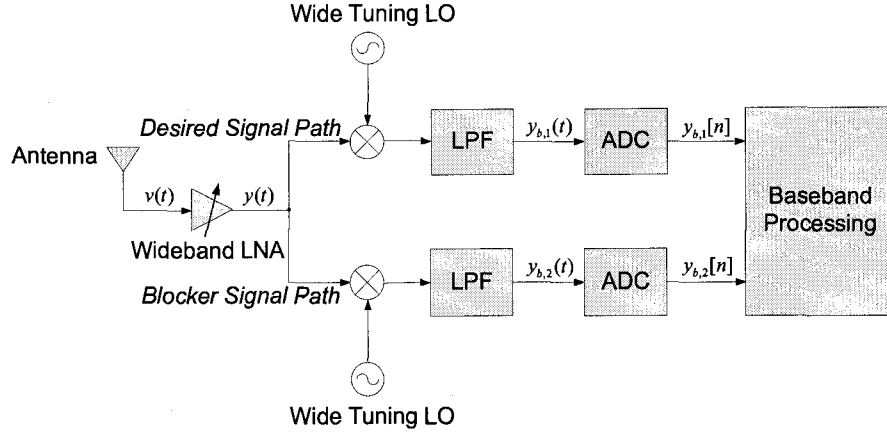 Wide Tuning LO
Desired Signal Path
LPF
y_{b,1}(t)
ADC
y_{b,1}[n]
Antenna
v(t)
y(t)
Wideband LNA
Baseband
Processing
Blocker Signal Path
LPF
y_{b,2}(t)
ADC
y_{b,2}[n]
Wide Tuning LO